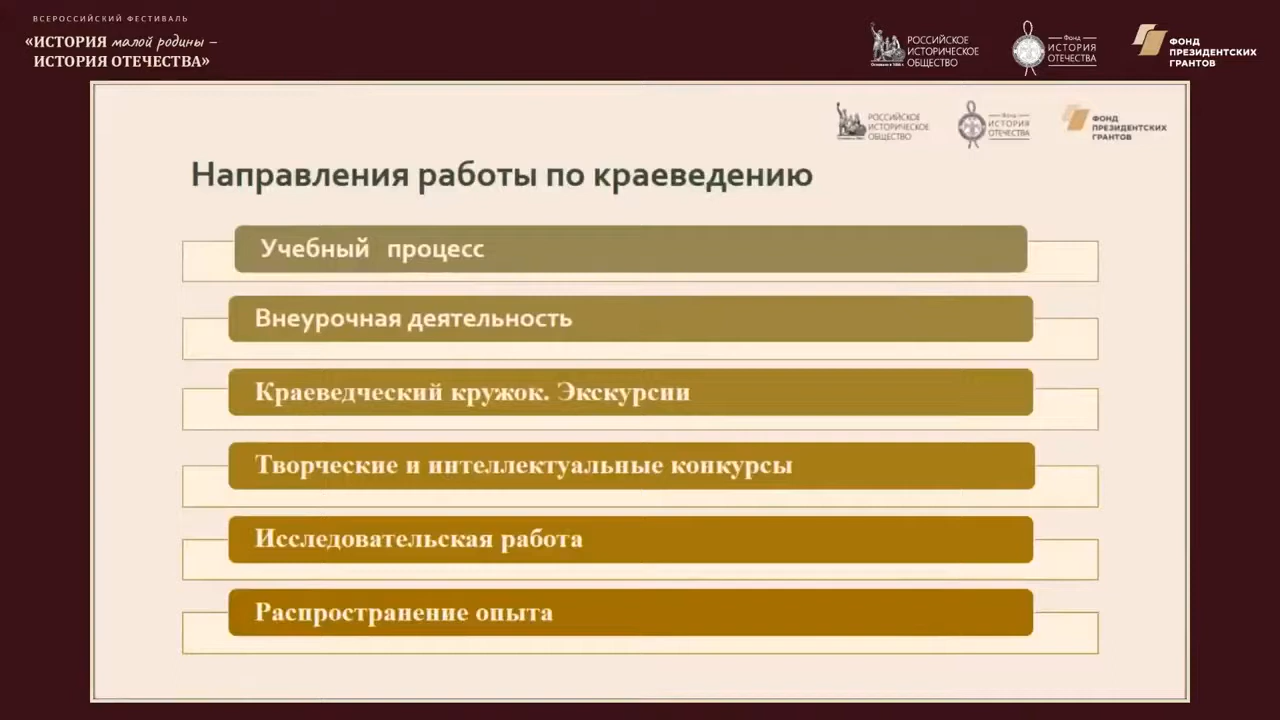 ВСЕРОССИЙСКИЙ ФЕСТИВАЛЬ
«ИСТОРИЯ малой родины –
ИСТОРИЯ ОТЕЧЕСТВА»
РОССИЙСКОЕ
ИСТОРИЧЕСКОЕ
ОБЩЕСТВО
Основано в 1866 г.
Фонд
ИСТОРИЯ
ОТЕЧЕСТВА
ФОНД
ПРЕЗИДЕНТСКИХ
ГРАНТОВ
РОССИЙСКОЕ
ИСТОРИЧЕСКОЕ
ОБЩЕСТВО
Фонд
ИСТОРИЯ
ОТЕЧЕСТВА
ФОНД
ПРЕЗИДЕНТСКИХ
ГРАНТОВ
Направления работы по краеведению
Учебный процесс
Внеурочная деятельность
Краеведческий кружок. Экскурсии
Творческие и интеллектуальные конкурсы
Исследовательская работа
Распространение опыта